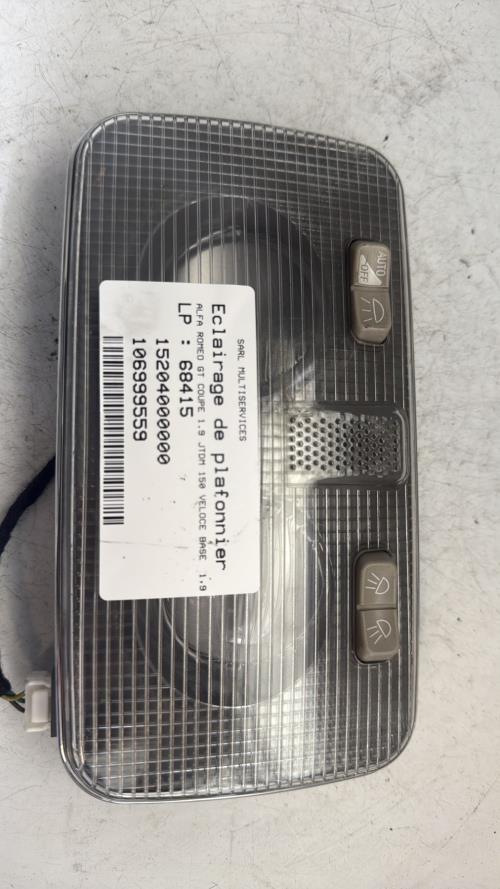 SARL MULTISERVICES
Eclairage de plafonnier
ALFA ROMEO GT COUPE 1.9 JTDM 150 VELOCE BASE 1.9
LP : 68415
15204000000
106999559
AUTO
OFF